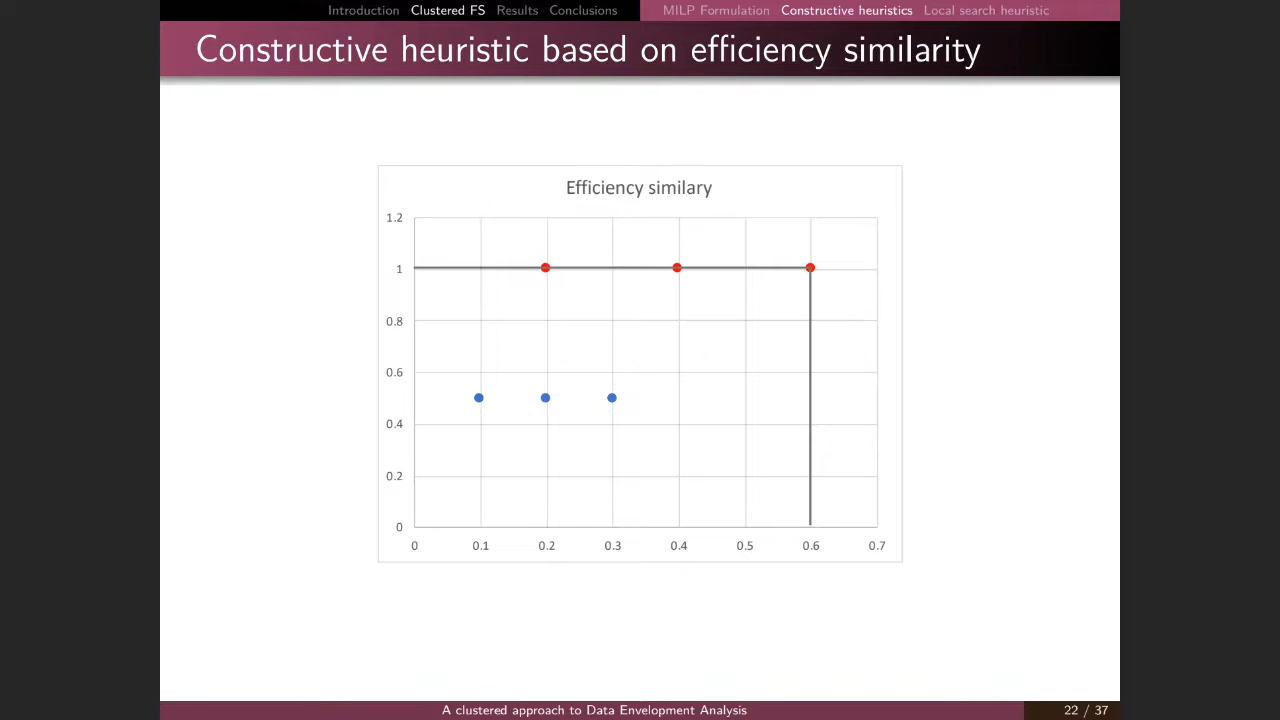 Introduction Clustered FS Results Conclusions MILP Formulation Constructive heuristics Local search heuristic
Constructive heuristic based on efficiency similarity
Efficiency similary
1.2
1
0.8
0.6
0.4
0.2
0
0 0.1 0.2 0.3 0.4 0.5 0.6 0.7
A clustered approach to Data Envelopment Analysis 22 / 37